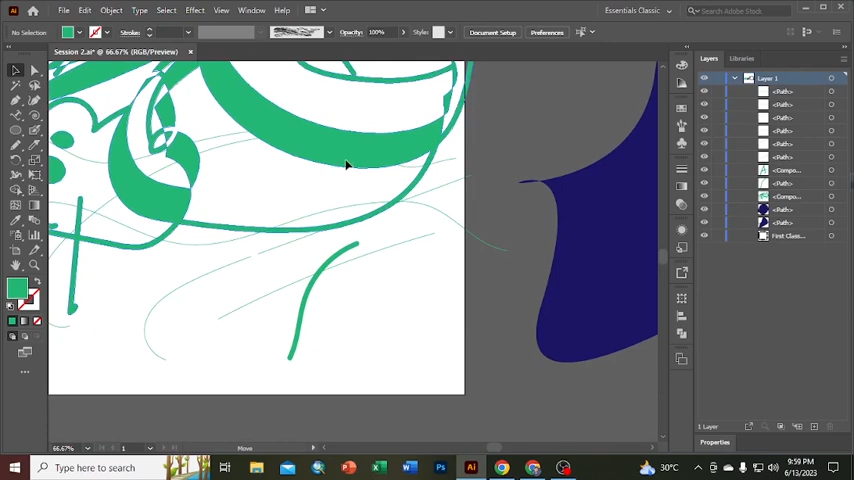 Ai File Edit Object Type Select Effect View Window Help Essentials Classic Search Adobe Stock
No Selection Stroke: Opacity: 100% Style: Document Setup Preferences
Session 2.ai* @ 66.67% (RGB/Preview) ×
Layers Libraries
Layer 1
<Path>
<Path>
<Path>
<Path>
<Path>
<Path>
<Compo...
<Path>
<Compo...
<Path>
<Path>
First Class...
1 Layer
Properties
66.67% 1 Move
Type here to search
30°C
9:59 PM
6/13/2023